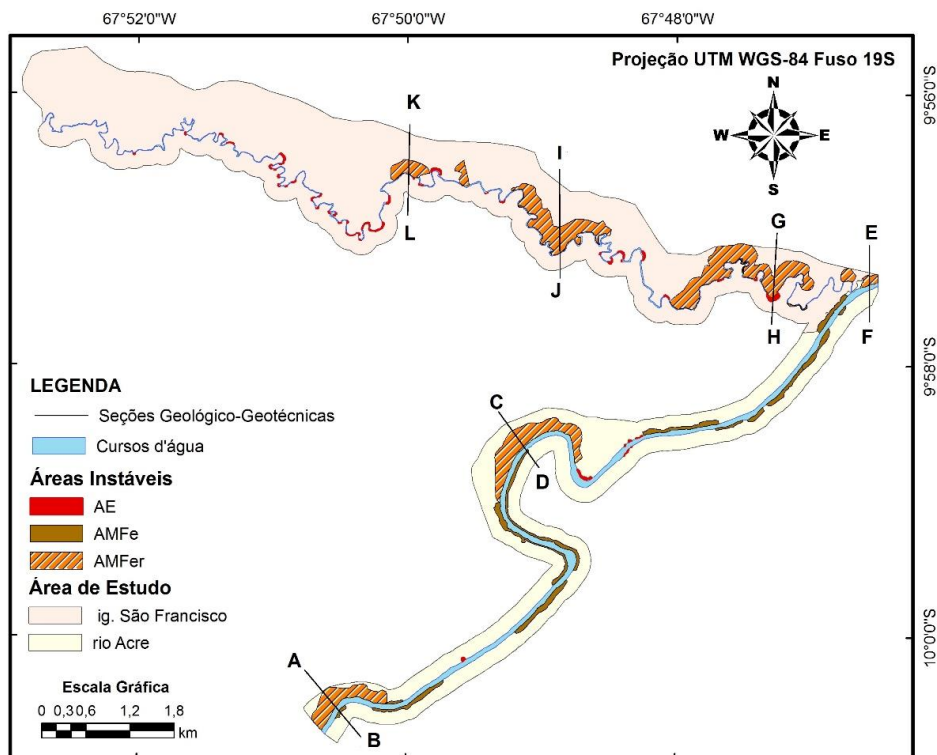 67°52'0"W
67°50'0"W
67°48'0"W
Projeção UTM WGS-84 Fuso 19S
9°56'0"S
N
W
E
S
K
I
L
G
E
J
H
F
9°58'0"S
LEGENDA
Seções Geológico-Geotécnicas
Cursos d'água
Áreas Instáveis
AE
AMFe
AMFer
Área de Estudo
ig. São Francisco
rio Acre
C
D
10°0'0"S
A
B
Escala Gráfica
0 0,3 0,6 1,2 1,8
km